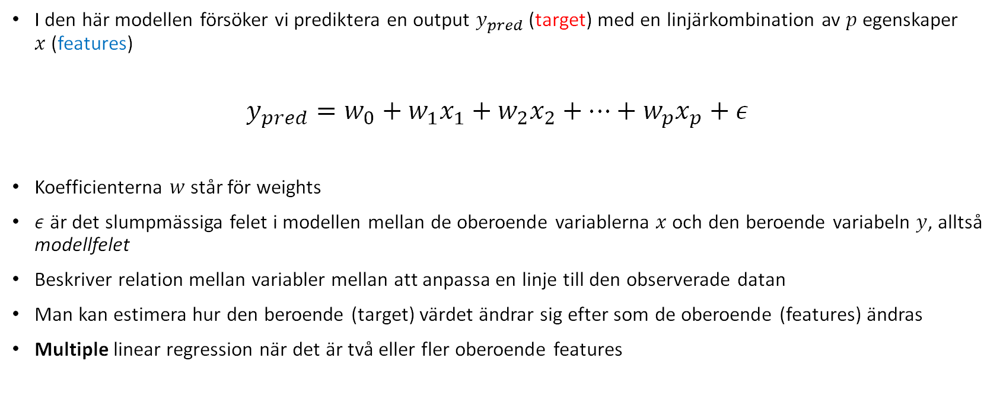 • I den här modellen försöker vi prediktera en output $y_{pred}$ (target) med en linjärkombination av $p$ egenskaper
$x$ (features)
$y_{pred} = w_0 + w_1x_1 + w_2x_2 + \cdots + w_px_p + \epsilon$
• Koefficienterna $w$ står för weights
• $\epsilon$ är det slumpmässiga felet i modellen mellan de oberoende variablerna $x$ och den beroende variabeln $y$, alltså
modellfelet
• Beskriver relation mellan variabler mellan att anpassa en linje till den observerade datan
• Man kan estimera hur den beroende (target) värdet ändrar sig efter som de oberoende (features) ändras
• Multiple linear regression när det är två eller fler oberoende features